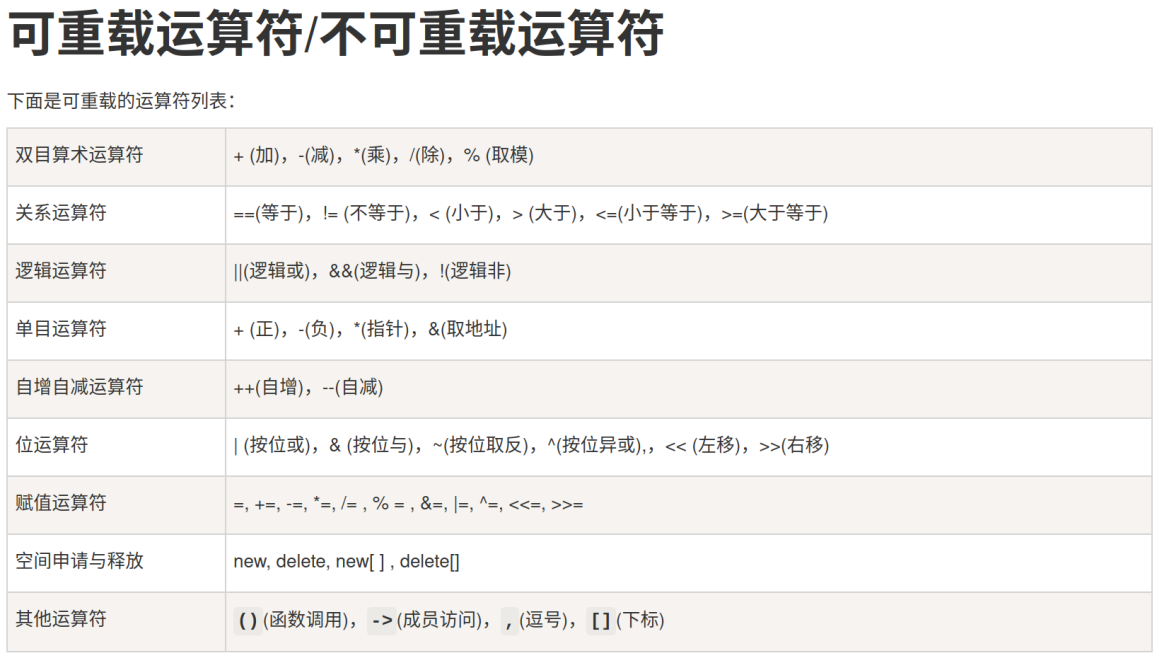 可重载运算符/不可重载运算符
下面是可重载的运算符列表：
双目算术运算符 + (加)，-(减)，*(乘)，/(除)，% (取模)
关系运算符 ==(等于)，!= (不等于)，< (小于)，> (大于)，<=(小于等于)，>=(大于等于)
逻辑运算符 ||(逻辑或)，&&(逻辑与)，!(逻辑非)
单目运算符 + (正)，-(负)，*(指针)，&(取地址)
自增自减运算符 ++(自增)，--(自减)
位运算符 | (按位或)，& (按位与)，~(按位取反)，^(按位异或),，<< (左移)，>>(右移)
赋值运算符 =, +=, -=, *=, /= , % = , &=, |=, ^=, <<=, >>=
空间申请与释放 new, delete, new[ ] , delete[]
其他运算符 ()(函数调用)，->(成员访问)，,(逗号)，[](下标)